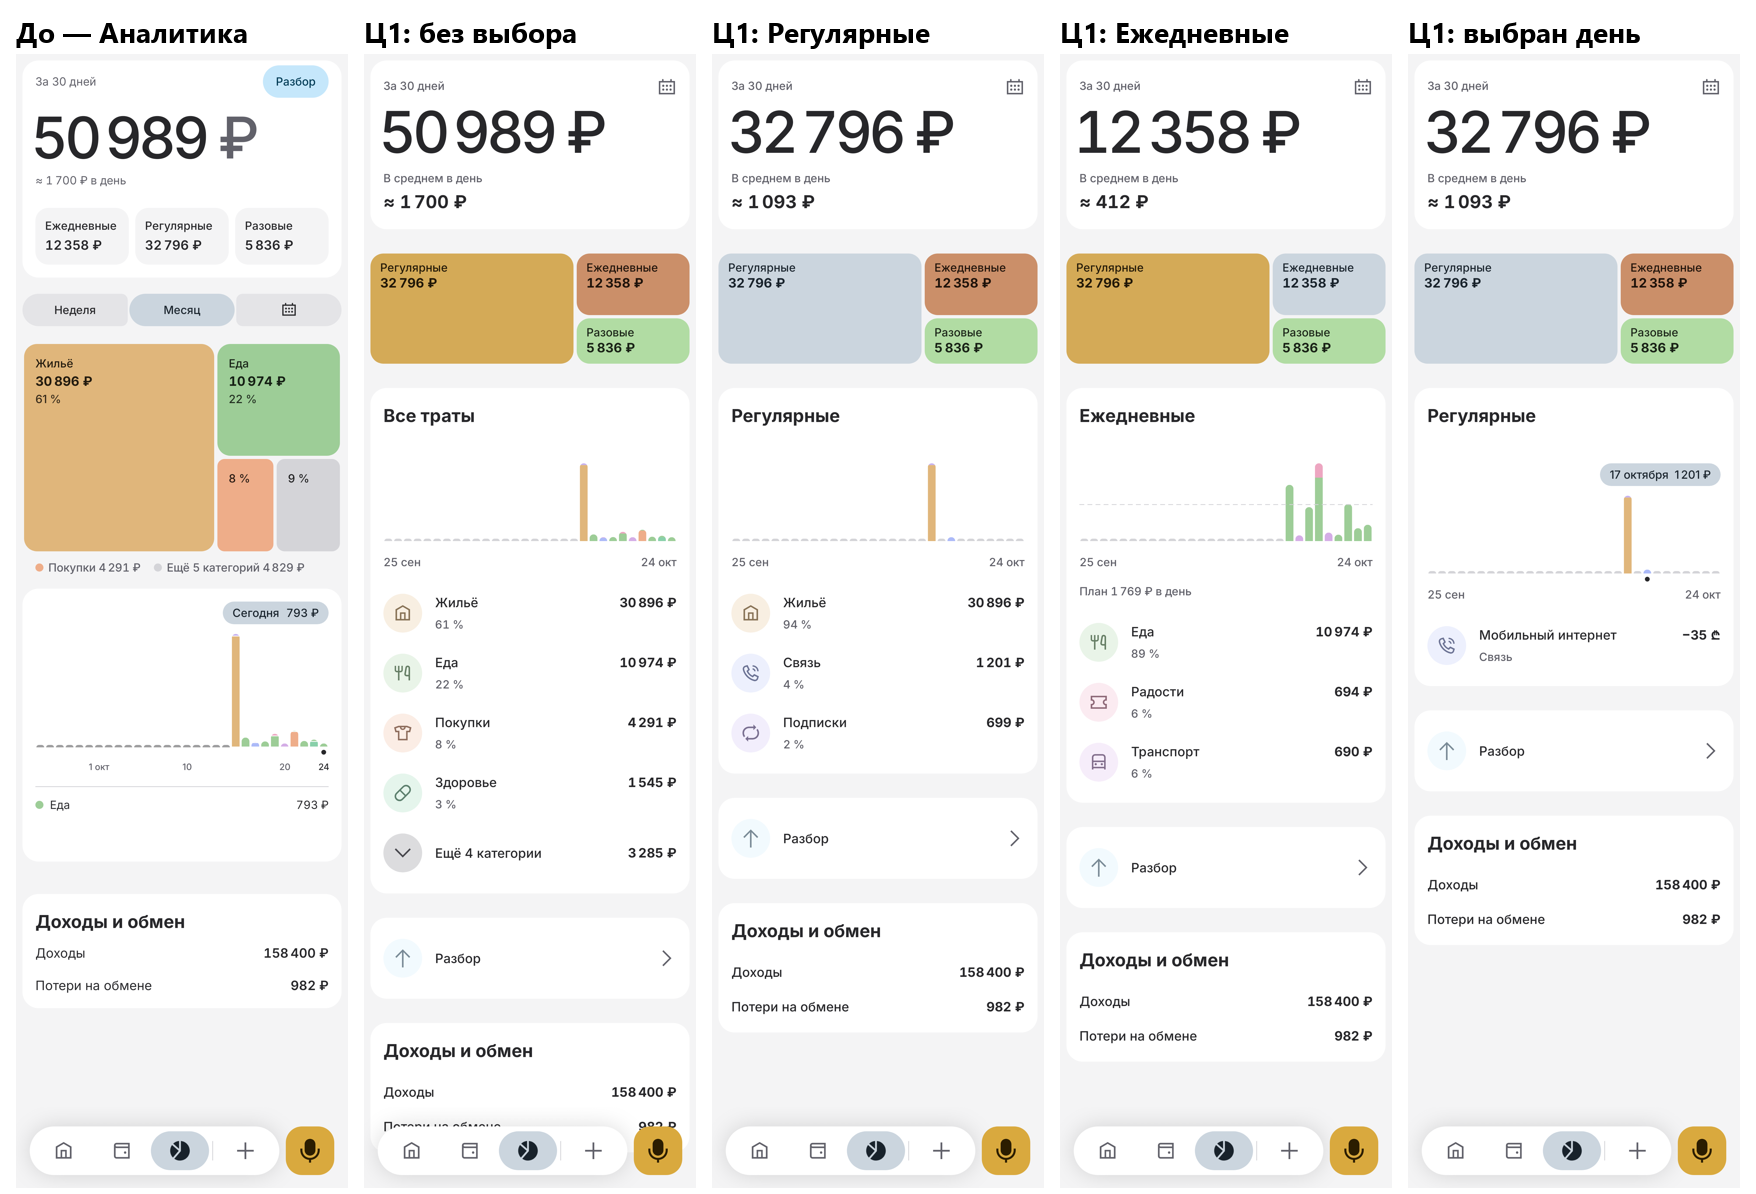 До — Аналитика
За 30 дней
Разбор
50 989 ₽
≈ 1 700 ₽ в день
Ежедневные
12 358 ₽
Регулярные
32 796 ₽
Разовые
5 836 ₽
Неделя
Месяц
Жильё
30 896 ₽
61 %
Еда
10 974 ₽
22 %
8 %
9 %
Покупки 4 291 ₽
Ещё 5 категорий 4 829 ₽
Сегодня 793 ₽
1 окт
10
20
24
Еда
793 ₽
Доходы и обмен
Доходы
158 400 ₽
Потери на обмене
982 ₽
Ц1: без выбора
За 30 дней
50 989 ₽
В среднем в день
≈ 1 700 ₽
Регулярные
32 796 ₽
Ежедневные
12 358 ₽
Разовые
5 836 ₽
Все траты
25 сен
24 окт
Жильё
30 896 ₽
61 %
Еда
10 974 ₽
22 %
Покупки
4 291 ₽
8 %
Здоровье
1 545 ₽
3 %
Ещё 4 категории
3 285 ₽
Разбор
Доходы и обмен
Доходы
158 400 ₽
Потери на обмене
982 ₽
Ц1: Регулярные
За 30 дней
32 796 ₽
В среднем в день
≈ 1 093 ₽
Регулярные
32 796 ₽
Ежедневные
12 358 ₽
Разовые
5 836 ₽
Регулярные
25 сен
24 окт
Жильё
30 896 ₽
94 %
Связь
1 201 ₽
4 %
Подписки
699 ₽
2 %
Разбор
Доходы и обмен
Доходы
158 400 ₽
Потери на обмене
982 ₽
Ц1: Ежедневные
За 30 дней
12 358 ₽
В среднем в день
≈ 412 ₽
Регулярные
32 796 ₽
Ежедневные
12 358 ₽
Разовые
5 836 ₽
Ежедневные
25 сен
24 окт
План 1 769 ₽ в день
Еда
10 974 ₽
89 %
Радости
694 ₽
6 %
Транспорт
690 ₽
6 %
Разбор
Доходы и обмен
Доходы
158 400 ₽
Потери на обмене
982 ₽
Ц1: выбран день
За 30 дней
32 796 ₽
В среднем в день
≈ 1 093 ₽
Регулярные
32 796 ₽
Ежедневные
12 358 ₽
Разовые
5 836 ₽
Регулярные
17 октября 1 201 ₽
25 сен
24 окт
Мобильный интернет
−35 ₾
Связь
Разбор
Доходы и обмен
Доходы
158 400 ₽
Потери на обмене
982 ₽